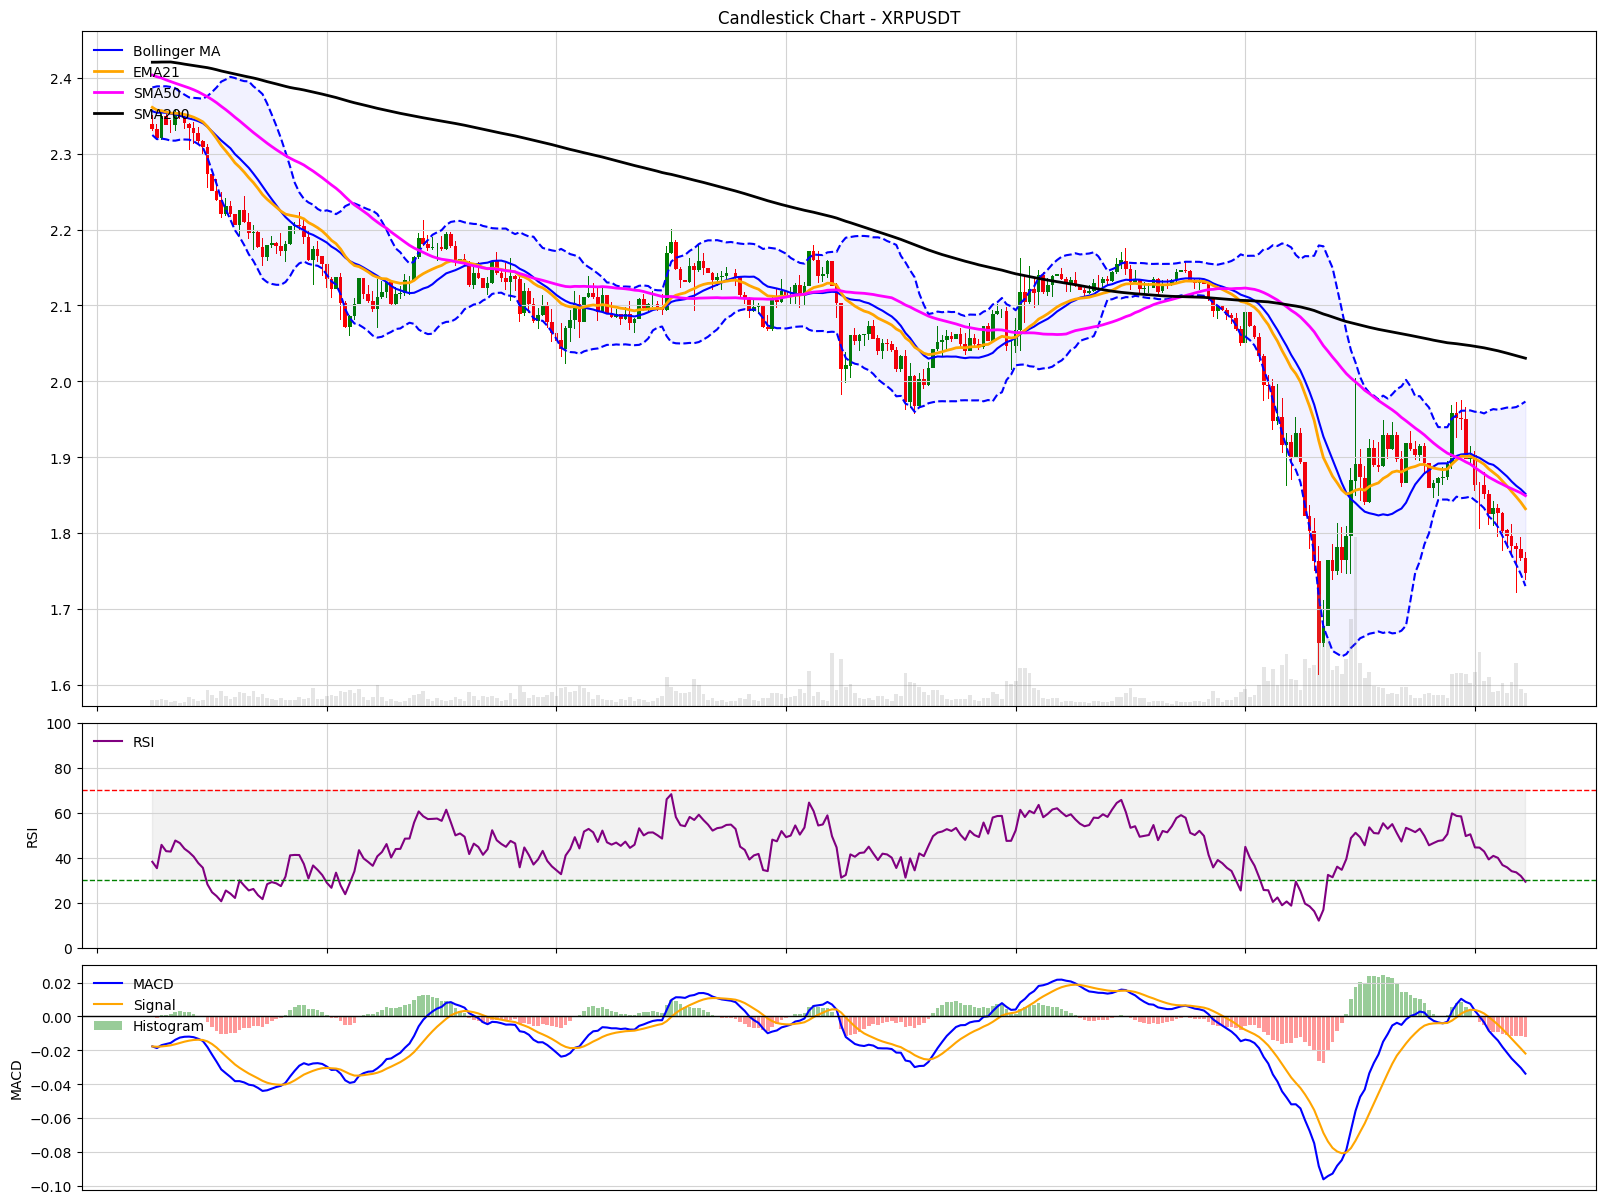 Candlestick Chart - XRPUSDT
Bollinger MA
EMA21
SMA50
SMA200
2.4
2.3
2.2
2.1
2.0
1.9
1.8
1.7
1.6
RSI
100
80
60
40
20
0
RSI
MACD
Signal
Histogram
0.02
0.00
−0.02
−0.04
−0.06
−0.08
−0.10
MACD